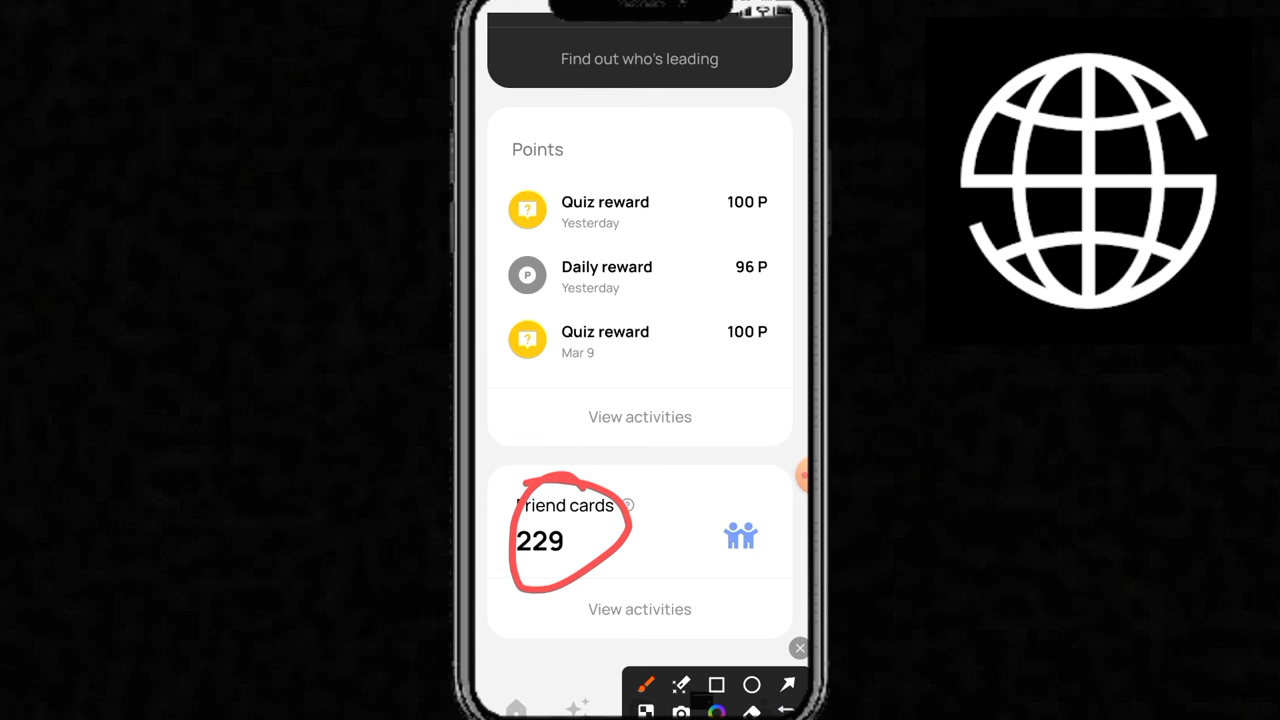 Find out who's leading
Points
Quiz reward
100 P
Yesterday
P
Daily reward
96 P
Yesterday
Quiz reward
100 P
Mar 9
View activities
Friend cards
229
View activities